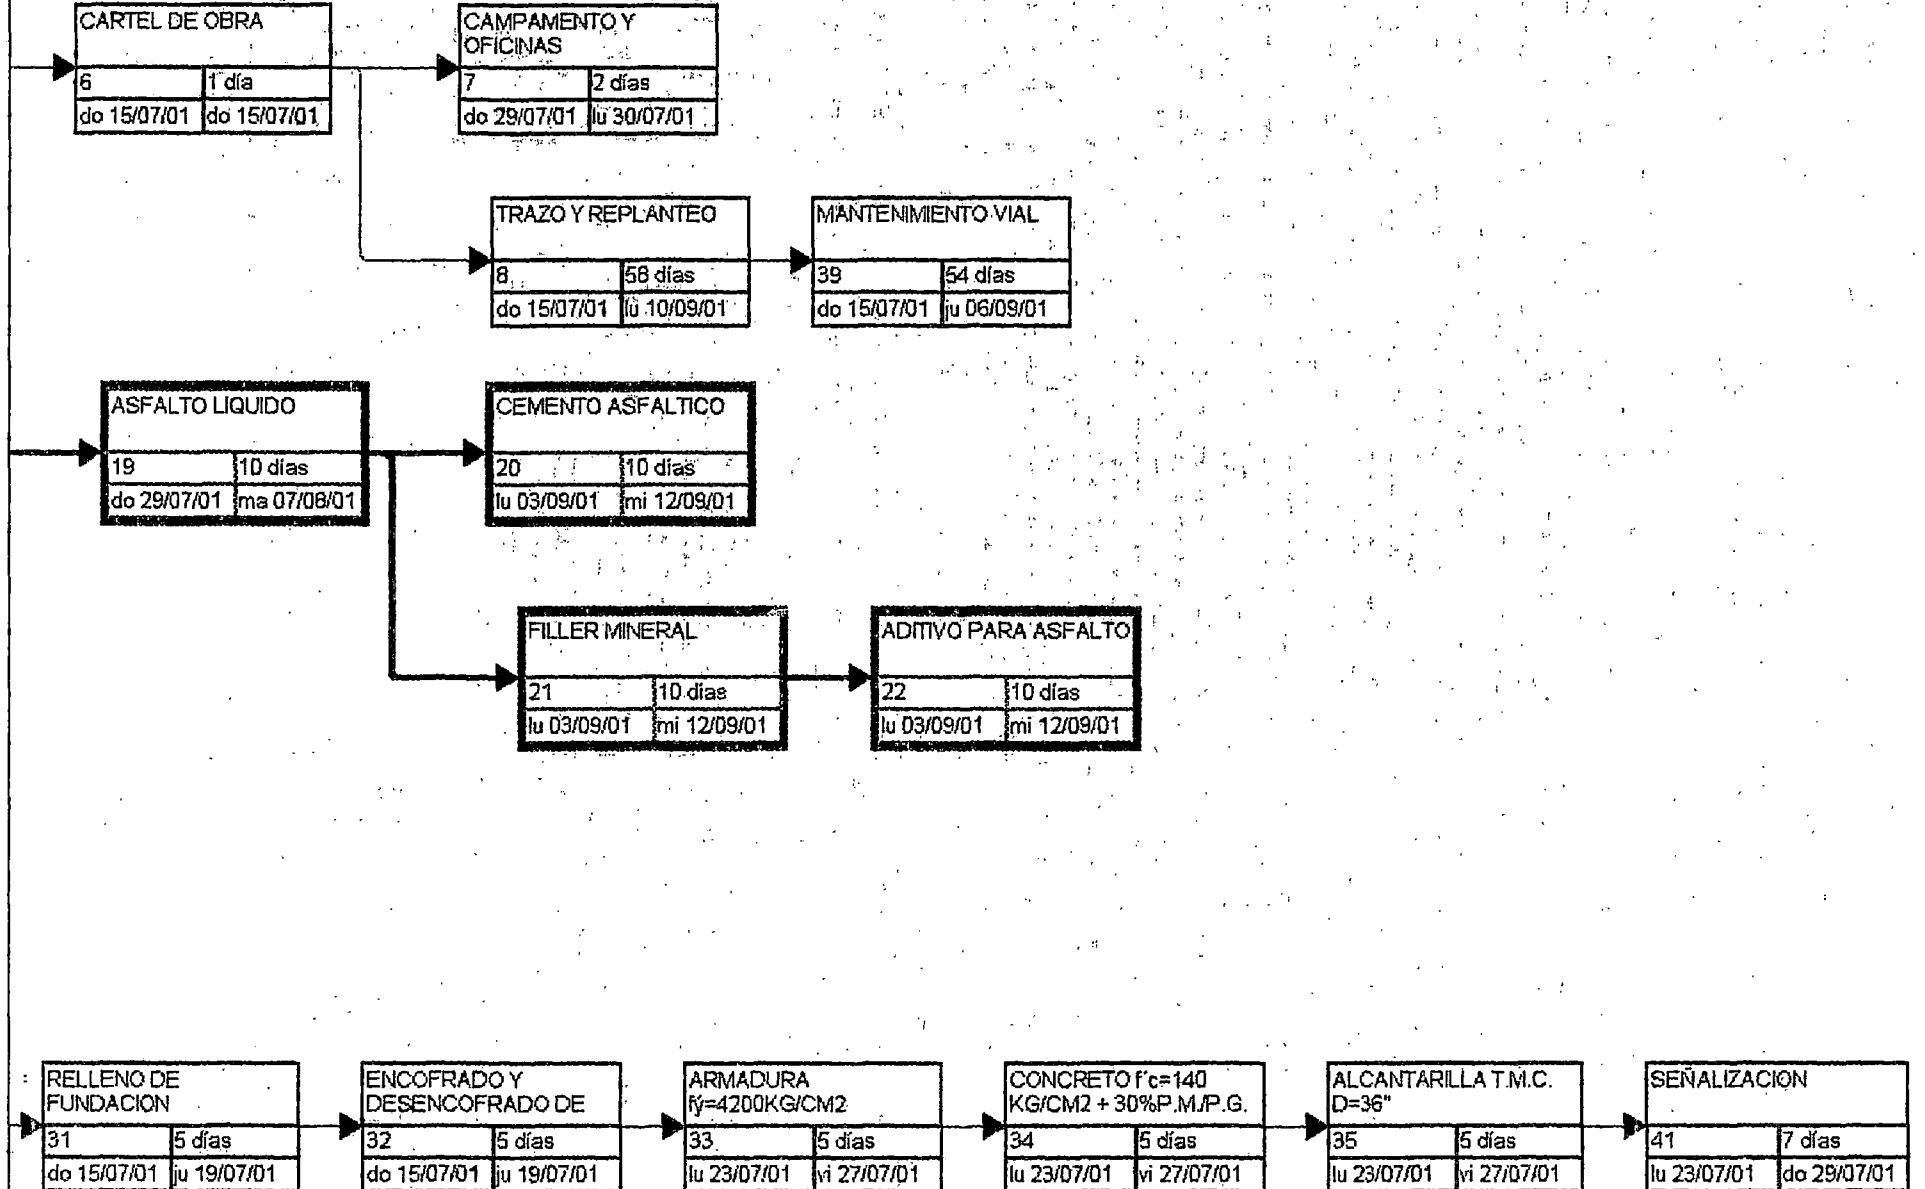 CARTEL DE OBRA
6 1 día
do 15/07/01 do 15/07/01
CAMPAMENTO Y
OFICINAS
7 2 días
do 29/07/01 lu 30/07/01
TRAZO Y REPLANTEO
8 58 días
do 15/07/01 lu 10/09/01
MANTENIMIENTO VIAL
39 54 días
do 15/07/01 ju 06/09/01
ASFALTO LIQUIDO
19 10 días
do 29/07/01 ma 07/08/01
CEMENTO ASFALTICO
20 10 días
lu 03/09/01 mi 12/09/01
FILLER MINERAL
21 10 días
lu 03/09/01 mi 12/09/01
ADITIVO PARA ASFALTO
22 10 días
lu 03/09/01 mi 12/09/01
RELLENO DE
FUNDACION
31 5 días
do 15/07/01 ju 19/07/01
ENCOFRADO Y
DESENCOFRADO DE
32 5 días
do 15/07/01 ju 19/07/01
ARMADURA
fý=4200KG/CM2
33 5 días
lu 23/07/01 vi 27/07/01
CONCRETO f'c=140
KG/CM2 + 30%P.M./P.G.
34 5 días
lu 23/07/01 vi 27/07/01
ALCANTARILLA T.M.C.
D=36"
35 5 días
lu 23/07/01 vi 27/07/01
SEÑALIZACION
41 7 días
lu 23/07/01 do 29/07/01